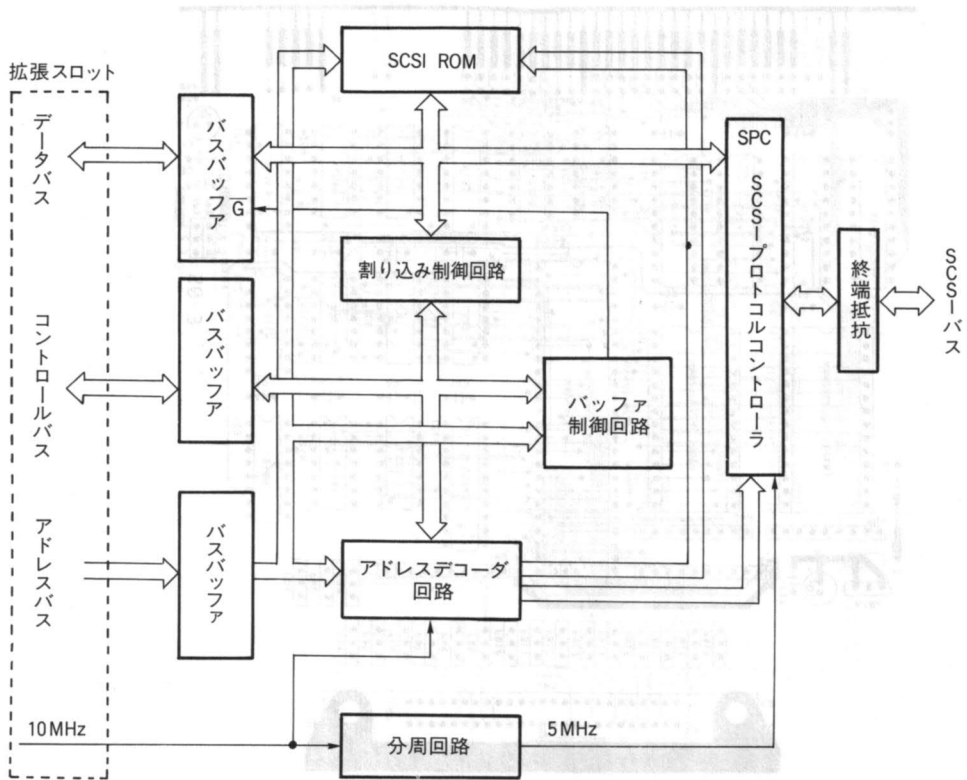 拡張スロット
データバス
コントロールバス
アドレスバス
10MHz
バスバッファ
G
バスバッファ
バスバッファ
SCSI ROM
割り込み制御回路
バッファ
制御回路
アドレスデコーダ
回路
分周回路
5MHz
SPC
SCSIプロトコルコントローラ
終端抵抗
SCSIバス